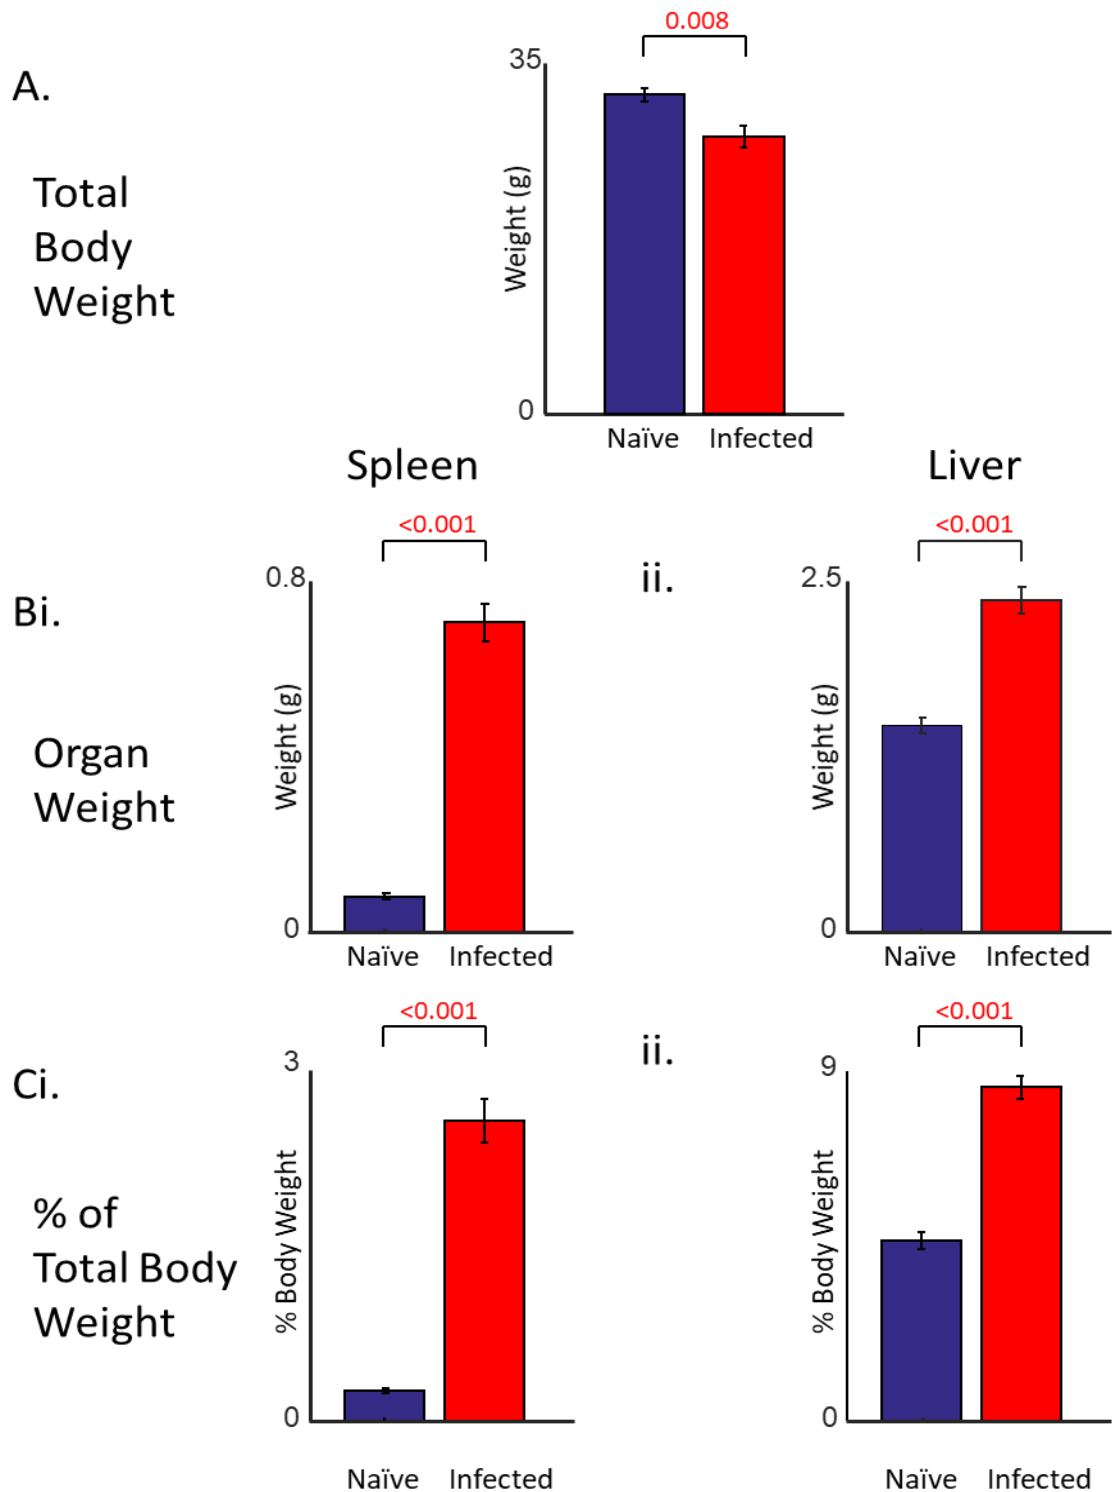 0.008
A.
35
Total
Body
Weight
Weight (g)
0
Naïve Infected
Spleen
Liver
<0.001
<0.001
Bi.
0.8
ii.
2.5
Organ
Weight
Weight (g)
Weight (g)
0
0
Naïve Infected
Naïve Infected
<0.001
<0.001
Ci.
3
ii.
9
% of
Total Body
Weight
% Body Weight
% Body Weight
0
0
Naïve Infected
Naïve Infected